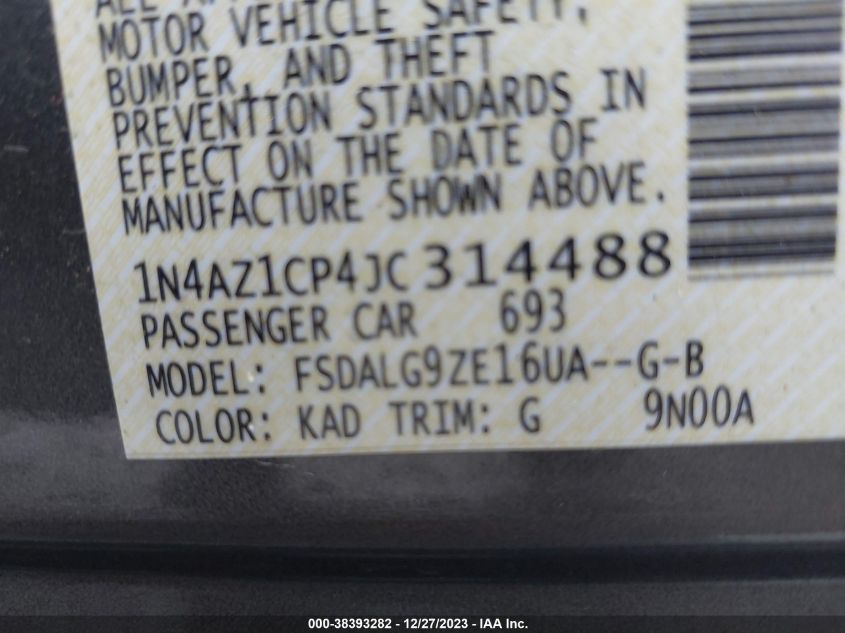 ALL
MOTOR VEHICLE SAFETY,
BUMPER, AND THEFT
PREVENTION STANDARDS IN
EFFECT ON THE DATE OF
MANUFACTURE SHOWN ABOVE.
1N4AZ1CP4JC314488
PASSENGER CAR 693
MODEL: FSDALG9ZE16UA--G-B
COLOR: KAD TRIM: G 9N00A
000-38393282 - 12/27/2023 - IAA Inc.